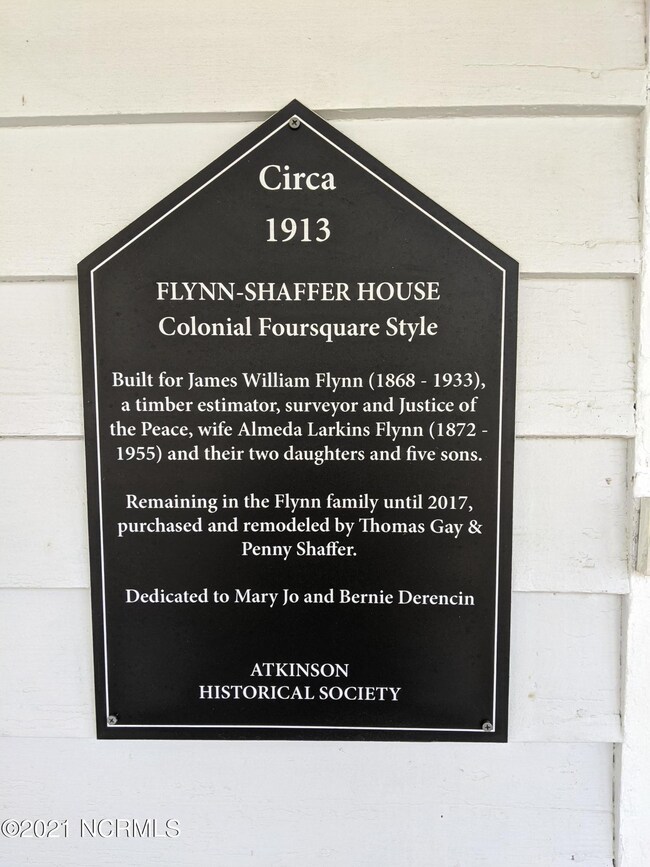 Circa
1913
FLYNN-SHAFFER HOUSE
Colonial Foursquare Style
Built for James William Flynn (1868 - 1933),
a timber estimator, surveyor and Justice of
the Peace, wife Almeda Larkins Flynn (1872 -
1955) and their two daughters and five sons.
Remaining in the Flynn family until 2017,
purchased and remodeled by Thomas Gay &
Penny Shaffer.
Dedicated to Mary Jo and Bernie Derencin
ATKINSON
HISTORICAL SOCIETY
©2021 - NCRMLS